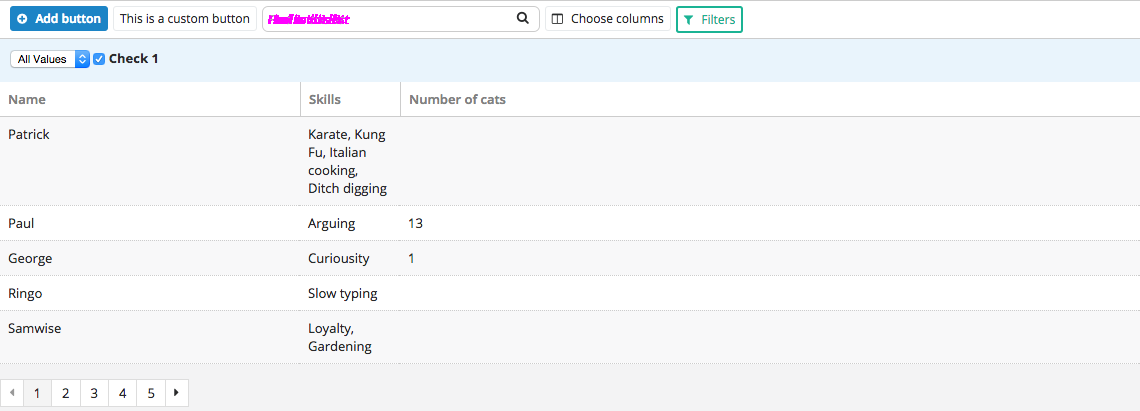 Add button This is a custom button Choose columns Filters
All Values Check 1
Name Skills Number of cats
Patrick Karate, Kung
Fu, Italian
cooking,
Ditch digging
Paul Arguing 13
George Curiousity 1
Ringo Slow typing
Samwise Loyalty,
Gardening
1 2 3 4 5